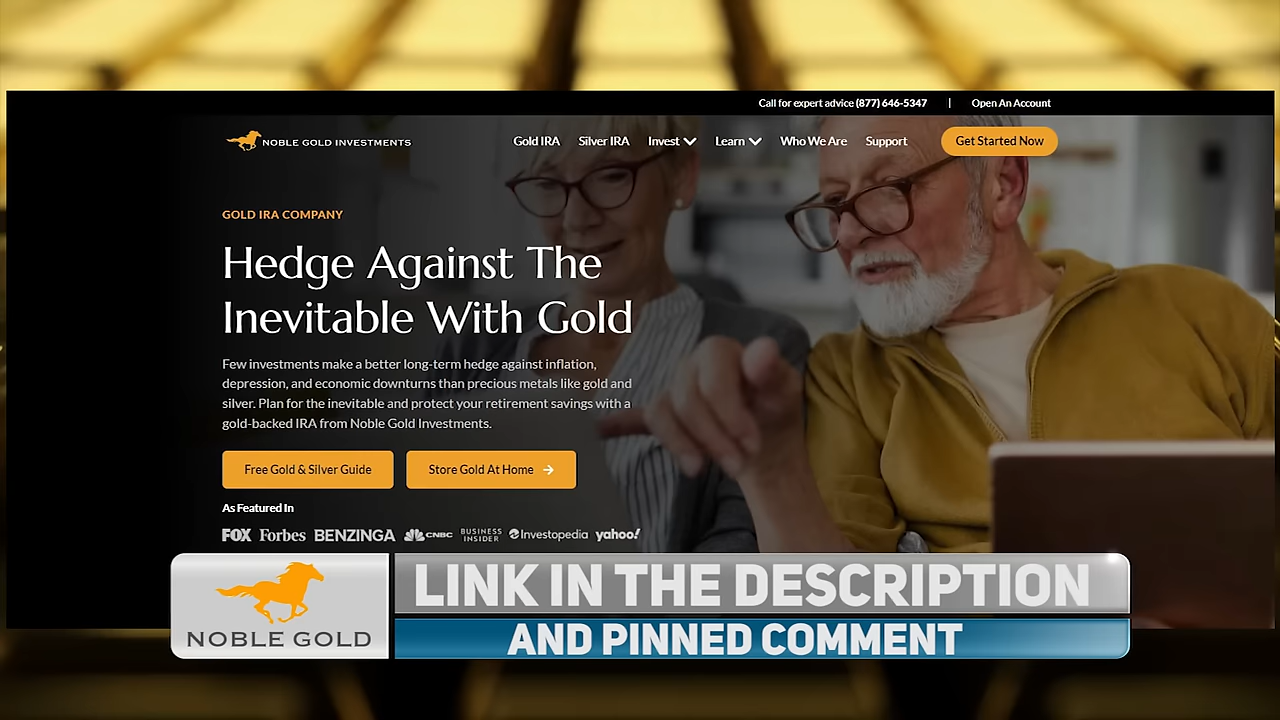 Call for expert advice (877) 646-5347 | Open An Account
NOBLE GOLD INVESTMENTS
Gold IRA Silver IRA Invest Learn Who We Are Support Get Started Now
GOLD IRA COMPANY
Hedge Against The
Inevitable With Gold
Few investments make a better long-term hedge against inflation,
depression, and economic downturns than precious metals like gold and
silver. Plan for the inevitable and protect your retirement savings with a
gold-backed IRA from Noble Gold Investments.
Free Gold & Silver Guide Store Gold At Home →
As Featured In
FOX Forbes BENZINGA CNBC BUSINESS INSIDER Investopedia yahoo!
NOBLE GOLD
LINK IN THE DESCRIPTION
AND PINNED COMMENT